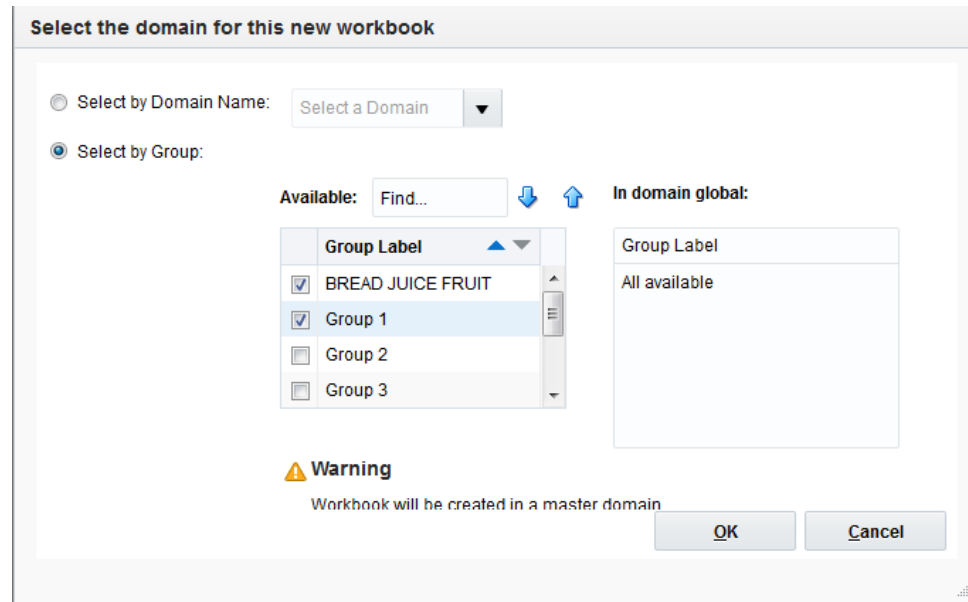 Select the domain for this new workbook
Select by Domain Name: Select a Domain
Select by Group:
Available: Find... In domain global:
Group Label Group Label
BREAD JUICE FRUIT All available
Group 1
Group 2
Group 3
Warning
Workbook will be created in a master domain
OK Cancel